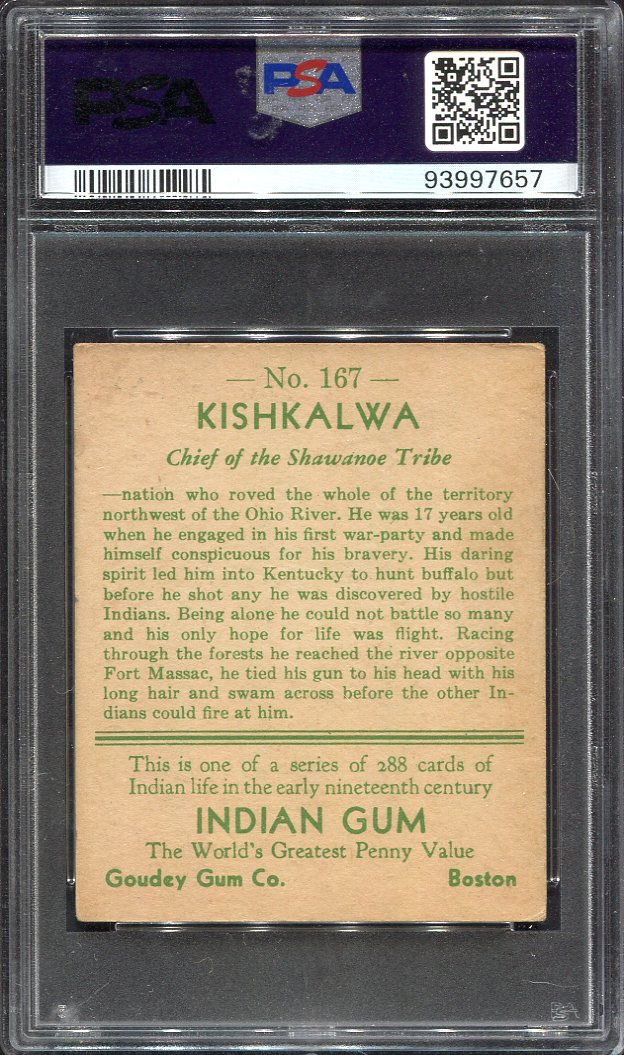 PSA
PSA
93997657
— No. 167 —
KISHKALWA
Chief of the Shawanoe Tribe
—nation who roved the whole of the territory
northwest of the Ohio River. He was 17 years old
when he engaged in his first war-party and made
himself conspicuous for his bravery. His daring
spirit led him into Kentucky to hunt buffalo but
before he shot any he was discovered by hostile
Indians. Being alone he could not battle so many
and his only hope for life was flight. Racing
through the forests he reached the river opposite
Fort Massac, he tied his gun to his head with his
long hair and swam across before the other In-
dians could fire at him.
This is one of a series of 288 cards of
Indian life in the early nineteenth century
INDIAN GUM
The World's Greatest Penny Value
Goudey Gum Co. Boston
PSA